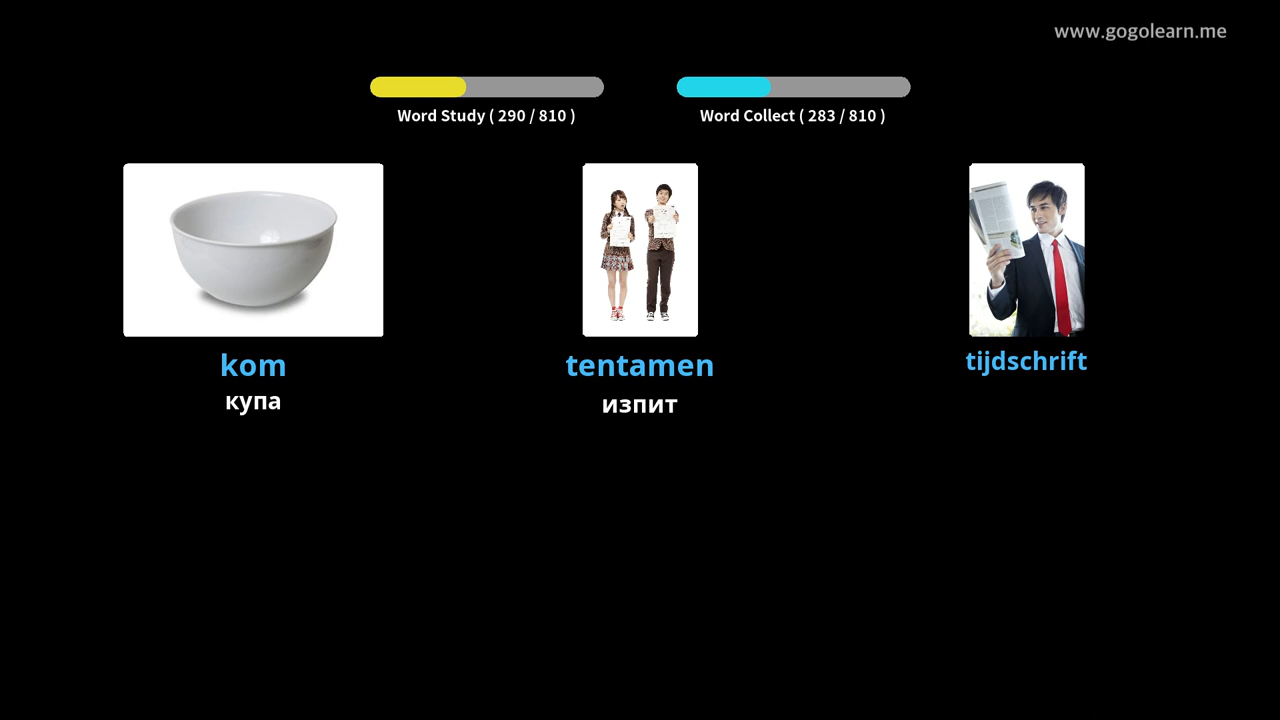 www.gogolearn.me
Word Study ( 290 / 810 )
Word Collect ( 283 / 810 )
kom
купа
tentamen
изпит
tijdschrift